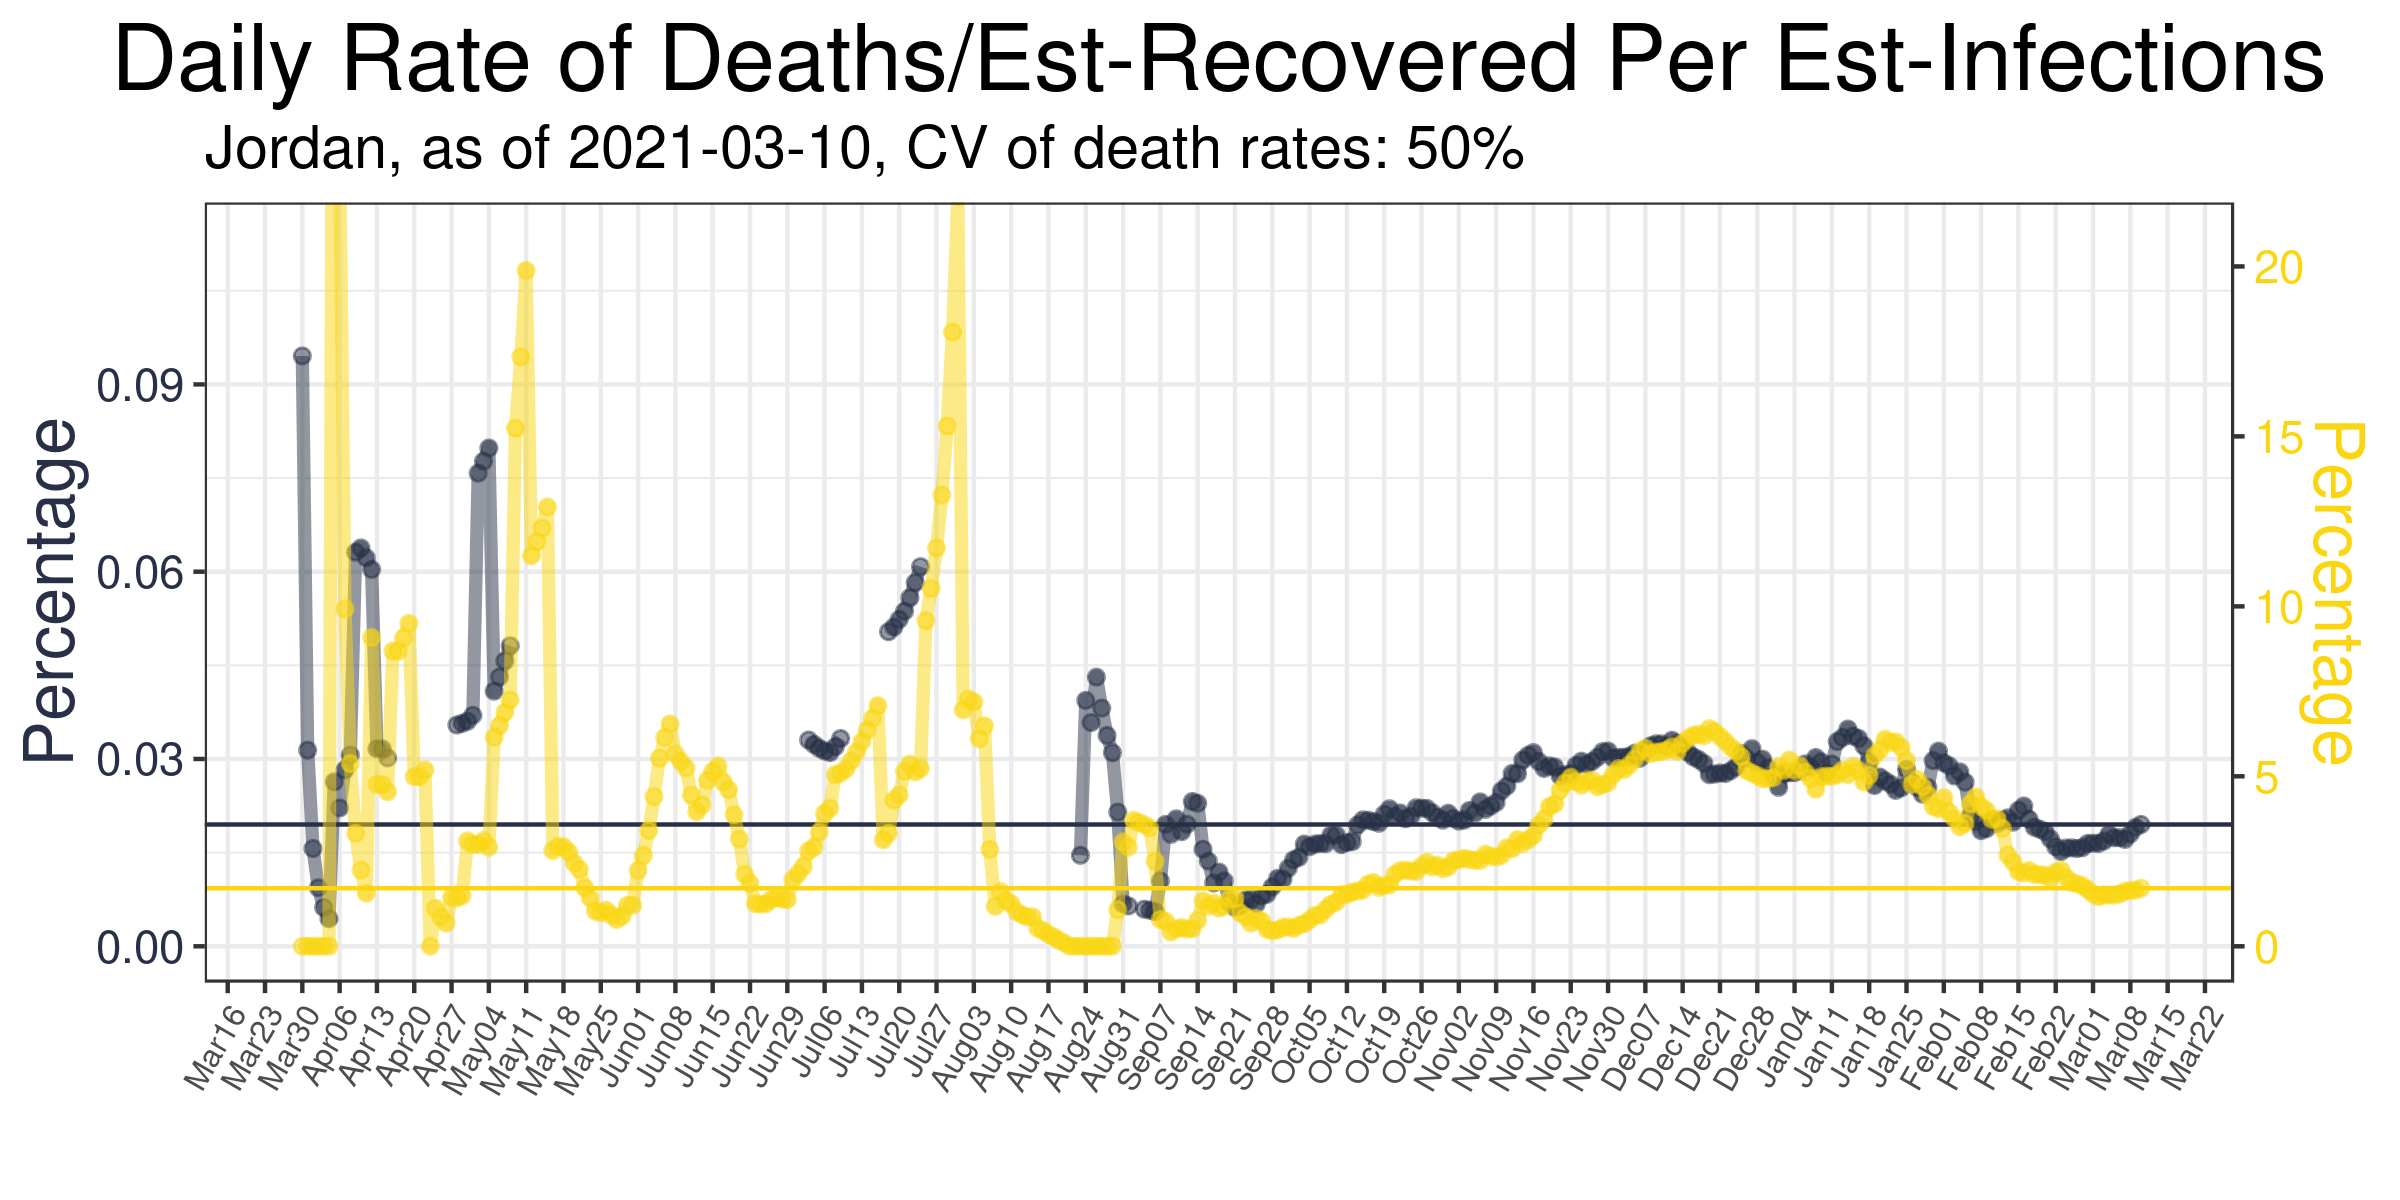 Daily Rate of Deaths/Est-Recovered Per Est-Infections
Jordan, as of 2021-03-10, CV of death rates: 50%
Percentage
0.09
0.06
0.03
0.00
20
15
10
5
0
Percentage
Mar16 Mar23 Mar30 Apr06 Apr13 Apr20 Apr27 May04 May11 May18 May25 Jun01 Jun08 Jun15 Jun22 Jun29 Jul06 Jul13 Jul20 Jul27 Aug03 Aug10 Aug17 Aug24 Aug31 Sep07 Sep14 Sep21 Sep28 Oct05 Oct12 Oct19 Oct26 Nov02 Nov09 Nov16 Nov23 Nov30 Dec07 Dec14 Dec21 Dec28 Jan04 Jan11 Jan18 Jan25 Feb01 Feb08 Feb15 Feb22 Mar01 Mar08 Mar15 Mar22